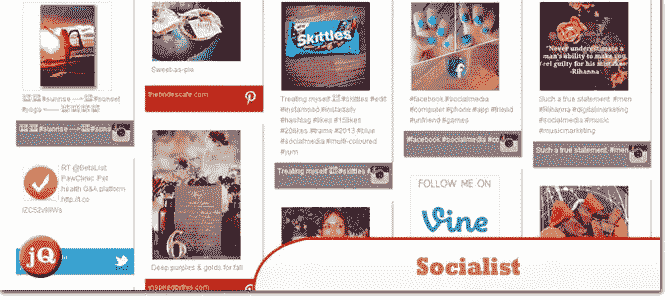 #sunrise --->#sunset
#yoga
#sunrise --->
Sweet-as-pie
thebridescafe.com
Skittles
Treating myself #skittles #edit
#instamood #instadaily
#hashtag #likes #15likes
#20likes #frame #2013 #blue
#socialmedia #multi-coloured
#yum
Treating myself #skittles
#facebook #socialmedia
#computer #phone #app #friend
#unfriend #games
#facebook #socialmedia
"Never underestimate a
man's ability to make you
feel guilty for his mistakes."
-Rihanna
Such a true statement. #men
#Rihanna #socialmedia
#music
#musicmarketing
Such a true statement. #men
RT @BetaList:
PawClinic: Pet
health Q&A platform
http://t.co
6
Deep purples & golds for fall
FOLLOW ME ON
Vine
jQ
Socialist